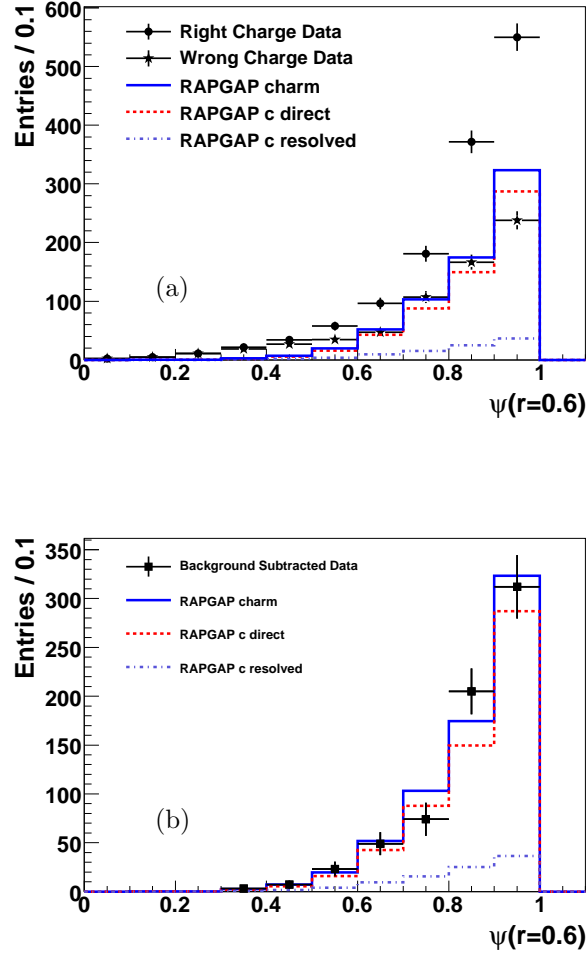 Entries / 0.1
600
500
400
300
200
100
0
Right Charge Data
Wrong Charge Data
RAPGAP charm
RAPGAP c direct
RAPGAP c resolved
(a)
0 0.2 0.4 0.6 0.8 1
ψ(r=0.6)
Entries / 0.1
350
300
250
200
150
100
50
0
Background Subtracted Data
RAPGAP charm
RAPGAP c direct
RAPGAP c resolved
(b)
0 0.2 0.4 0.6 0.8 1
ψ(r=0.6)